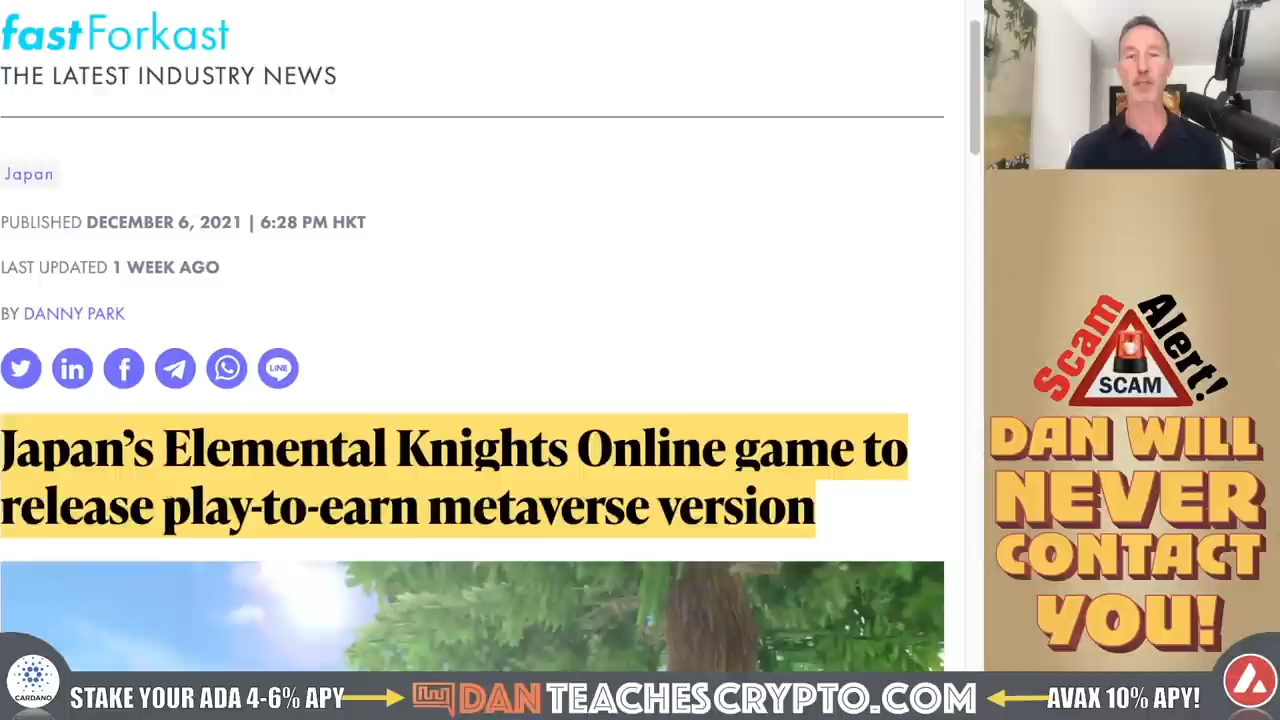 fastForkast
THE LATEST INDUSTRY NEWS
Japan
PUBLISHED DECEMBER 6, 2021 | 6:28 PM HKT
LAST UPDATED 1 WEEK AGO
BY DANNY PARK
LINE
Japan's Elemental Knights Online game to
release play-to-earn metaverse version
Scam Alert!
SCAM
DAN WILL
NEVER
CONTACT
YOU!
CARDANO
STAKE YOUR ADA 4-6% APY
DANTEACHESCRYPTO.COM
AVAX 10% APY!